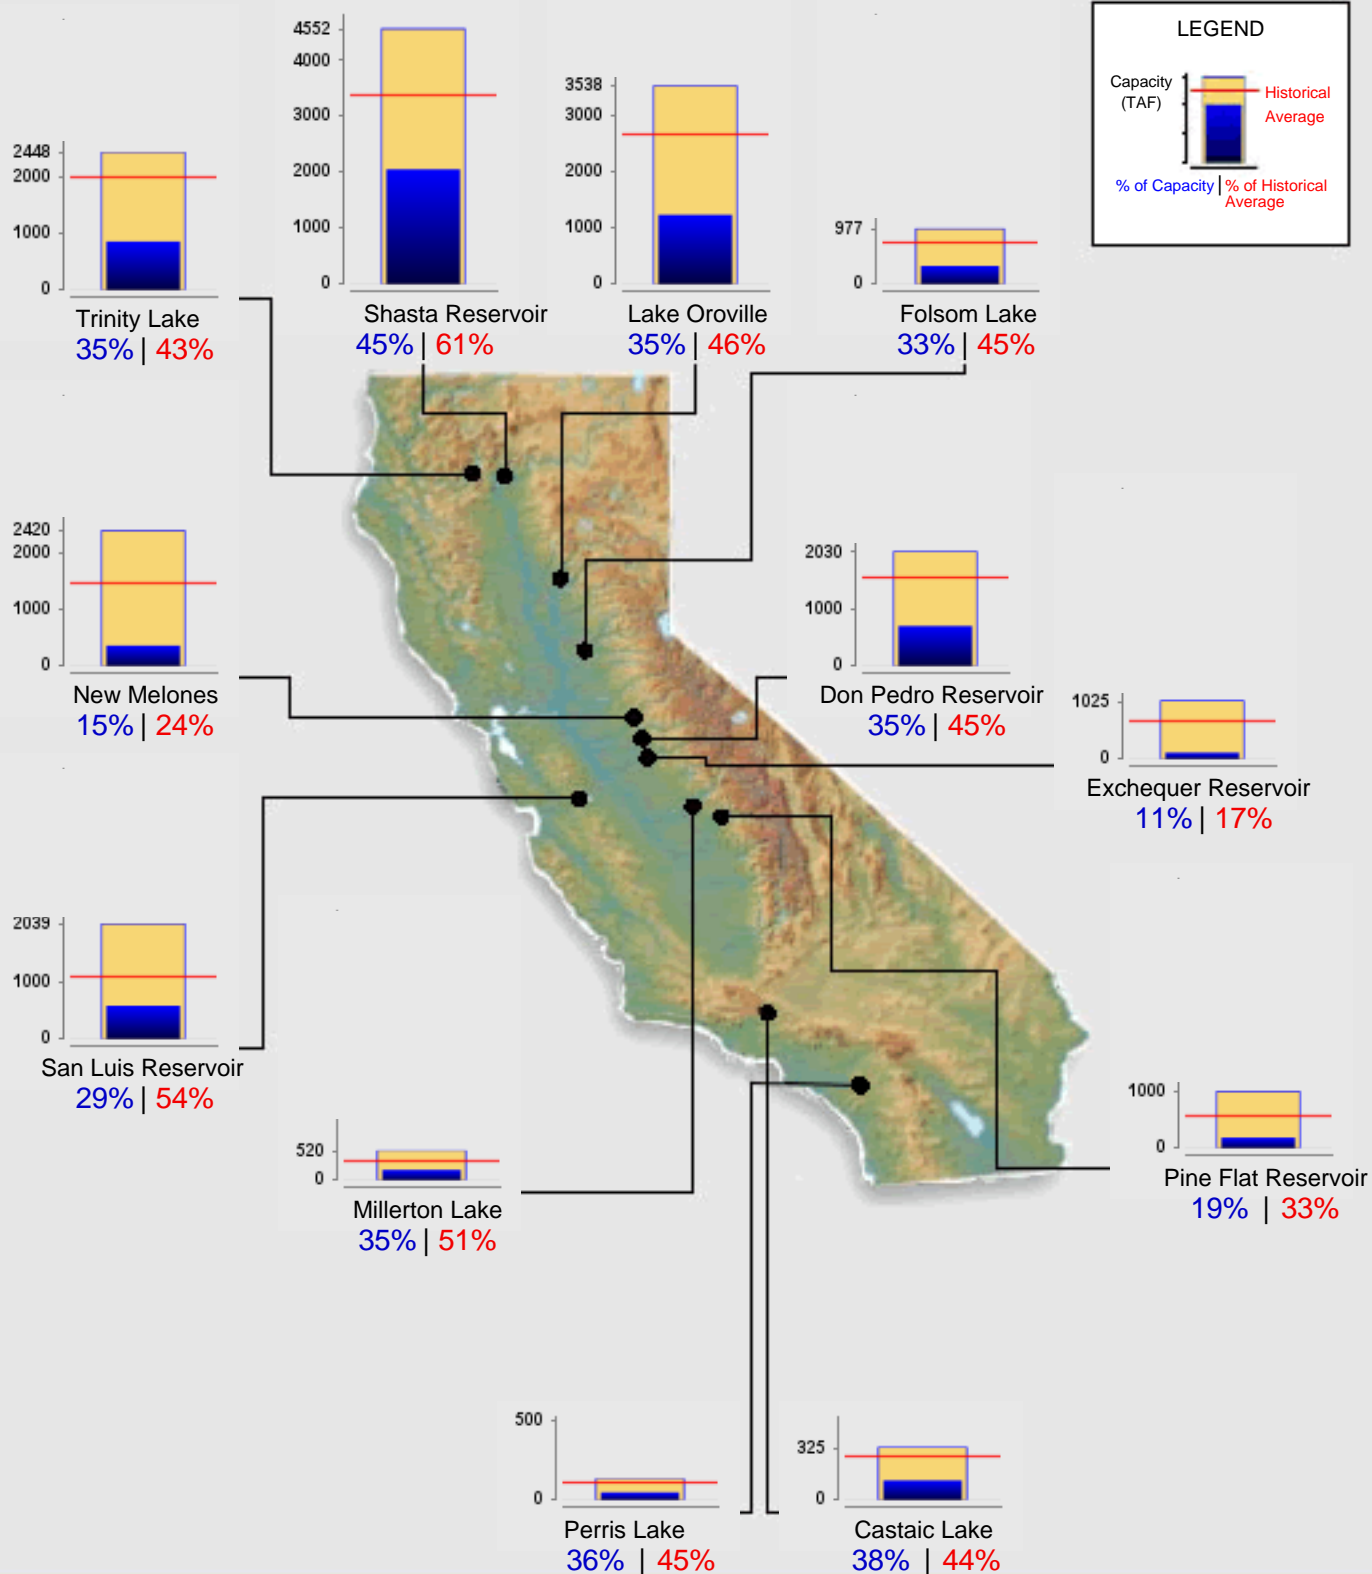 LEGEND
Capacity
(TAF)
Historical
Average
% of Capacity | % of Historical
Average
2448
2000
1000
0
Trinity Lake
35% | 43%
4552
4000
3000
2000
1000
0
Shasta Reservoir
45% | 61%
3538
3000
2000
1000
0
Lake Oroville
35% | 46%
977
0
Folsom Lake
33% | 45%
2420
2000
1000
0
New Melones
15% | 24%
2030
1000
0
Don Pedro Reservoir
35% | 45%
1025
0
Exchequer Reservoir
11% | 17%
2039
1000
0
San Luis Reservoir
29% | 54%
520
0
Millerton Lake
35% | 51%
1000
0
Pine Flat Reservoir
19% | 33%
500
0
Perris Lake
36% | 45%
325
0
Castaic Lake
38% | 44%